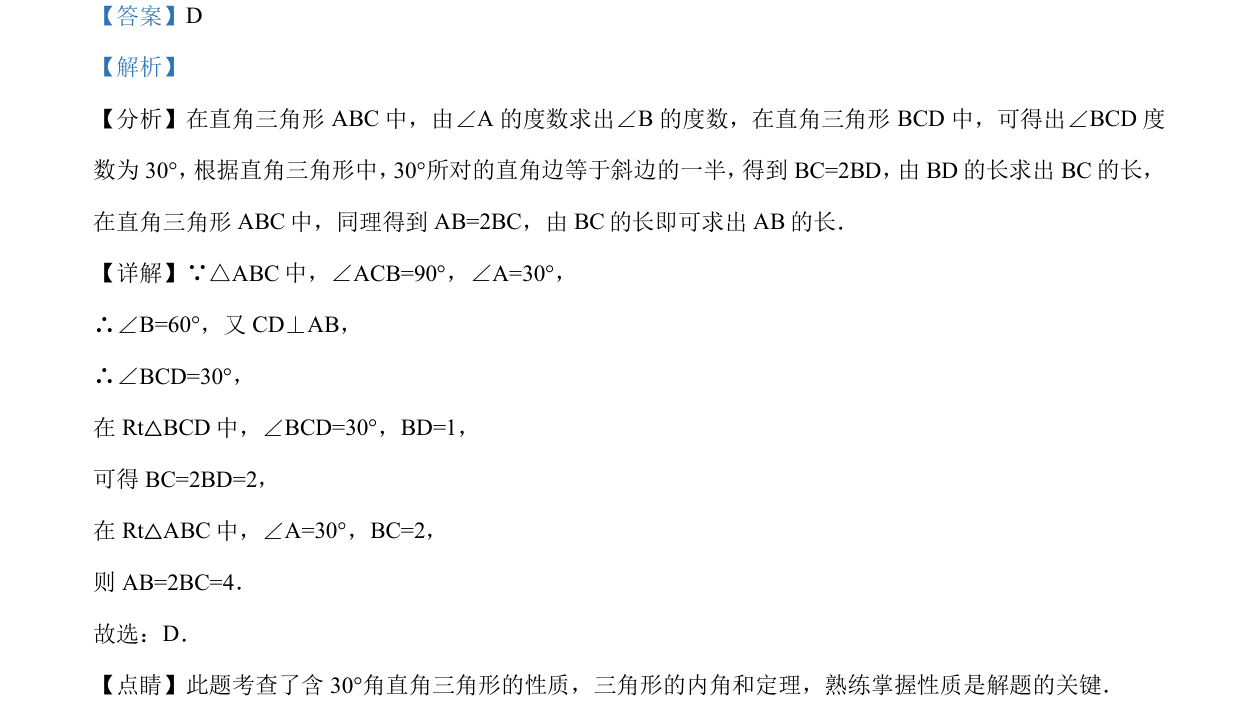 【答案】D
【解析】
【分析】在直角三角形 ABC 中，由∠A 的度数求出∠B 的度数，在直角三角形 BCD 中，可得出∠BCD 度
数为 30°，根据直角三角形中，30°所对的直角边等于斜边的一半，得到 BC=2BD，由 BD 的长求出 BC 的长，
在直角三角形 ABC 中，同理得到 AB=2BC，由 BC 的长即可求出 AB 的长．
【详解】∵△ABC 中，∠ACB=90°，∠A=30°，
∴∠B=60°，又 CD⊥AB，
∴∠BCD=30°，
在 Rt△BCD 中，∠BCD=30°，BD=1，
可得 BC=2BD=2，
在 Rt△ABC 中，∠A=30°，BC=2，
则 AB=2BC=4．
故选：D．
【点睛】此题考查了含 30°角直角三角形的性质，三角形的内角和定理，熟练掌握性质是解题的关键．